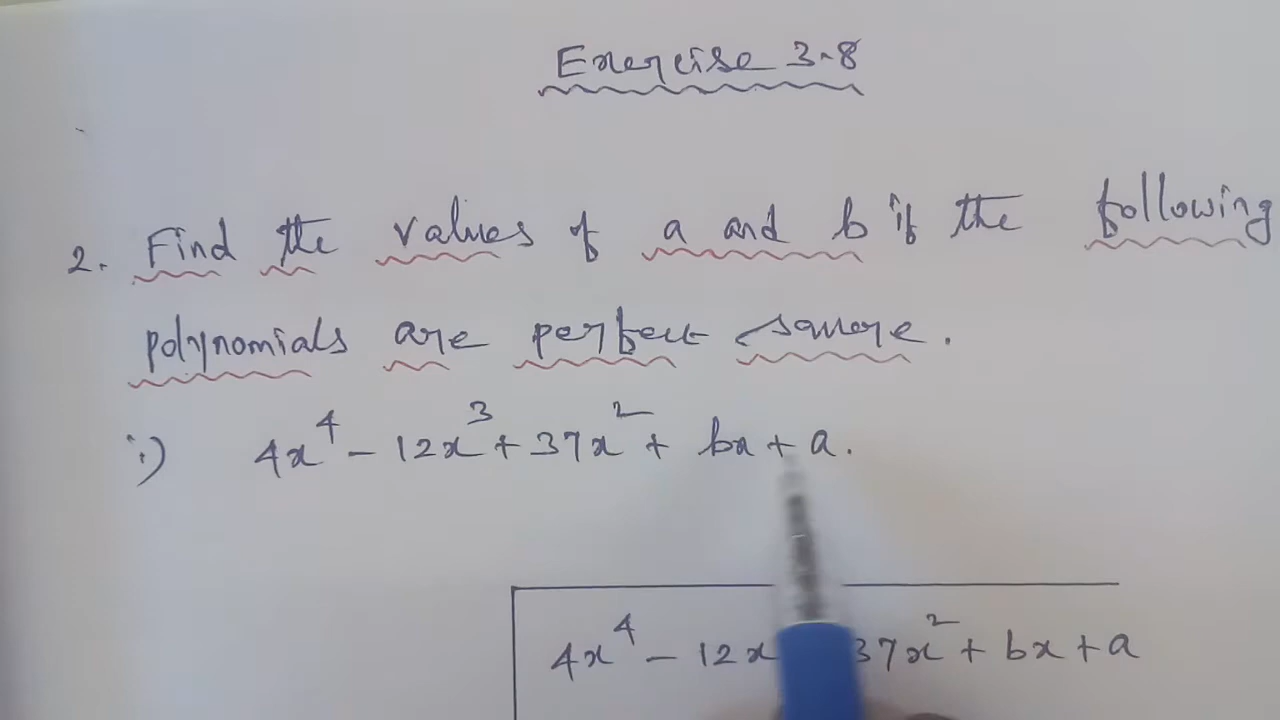 Exercise 3.8
2. Find the values of a and b if the following
polynomials are perfect square.
i) 4x⁴ - 12x³ + 37x² + bx + a.
4x⁴ - 12x 37x² + bx + a